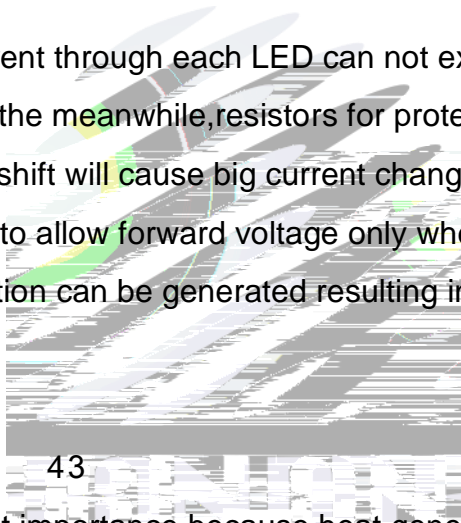 ent through each LED can not ex
the meanwhile,resistors for prote
shift will cause big current chang
to allow forward voltage only whe
tion can be generated resulting in
43
t importance because heat gene